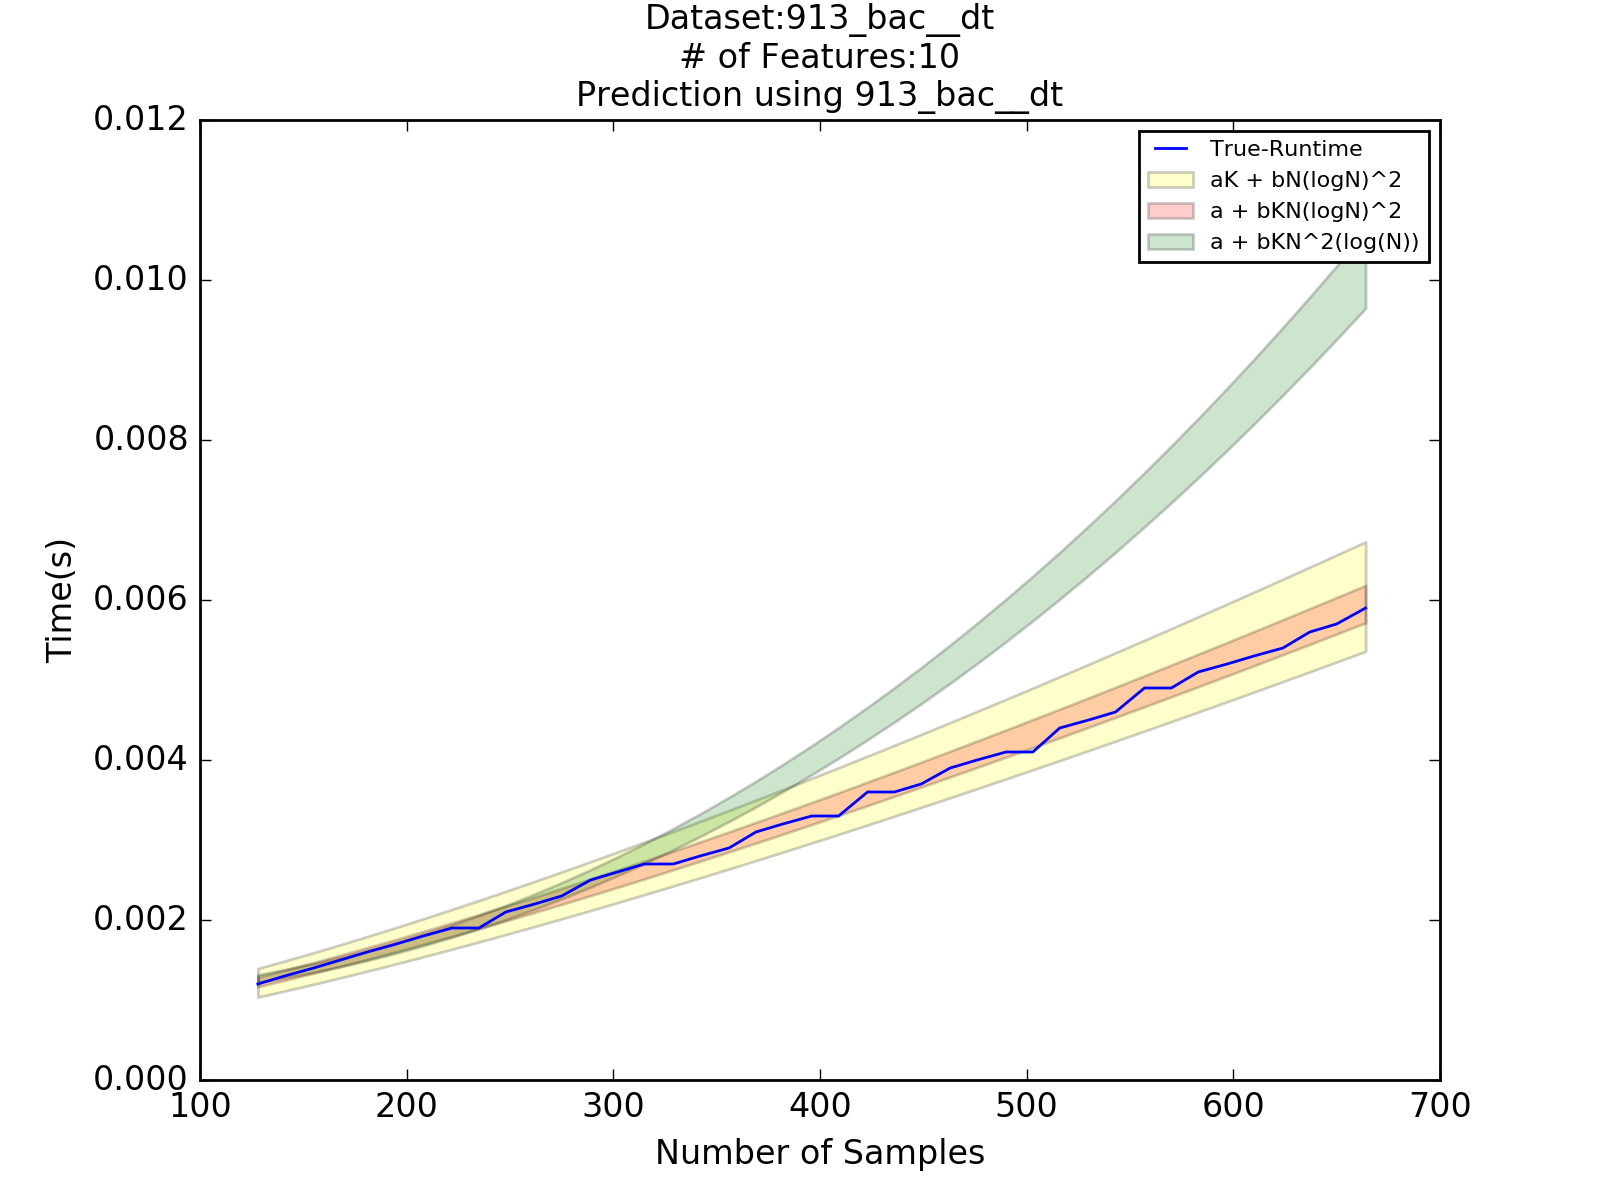 Dataset:913_bac__dt
# of Features:10
Prediction using 913_bac__dt
0.012
0.010
0.008
0.006
0.004
0.002
0.000
Time(s)
True-Runtime
aK + bN(logN)^2
a + bKN(logN)^2
a + bKN^2(log(N))
100 200 300 400 500 600 700
Number of Samples